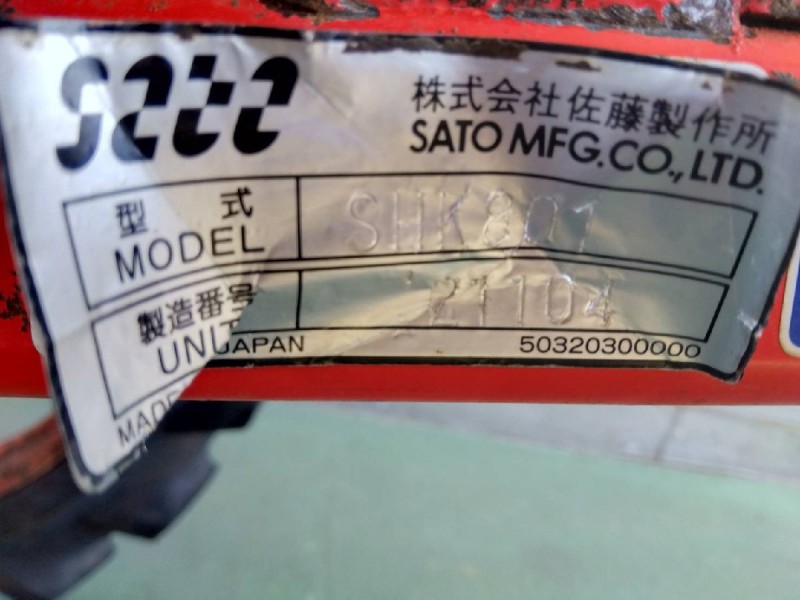 sato
株式会社佐藤製作所
SATO MFG.CO.,LTD.
型式 SHK801
MODEL
製造番号 21104
UNI
JAPAN 50320300000
MADE